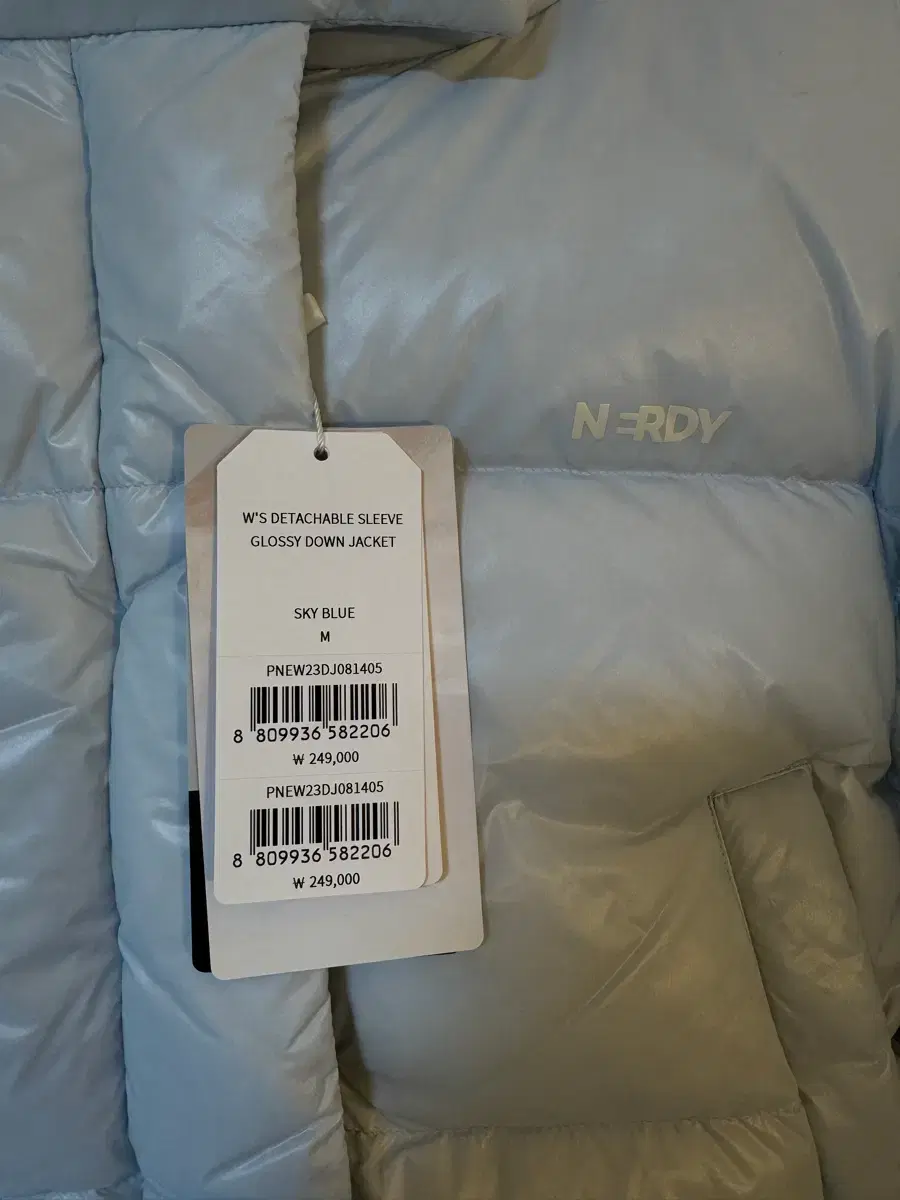 NERDY
W'S DETACHABLE SLEEVE
GLOSSY DOWN JACKET
SKY BLUE
M
PNEW23DJ081405
8 809936 582206
₩ 249,000
PNEW23DJ081405
8 809936 582206
₩ 249,000